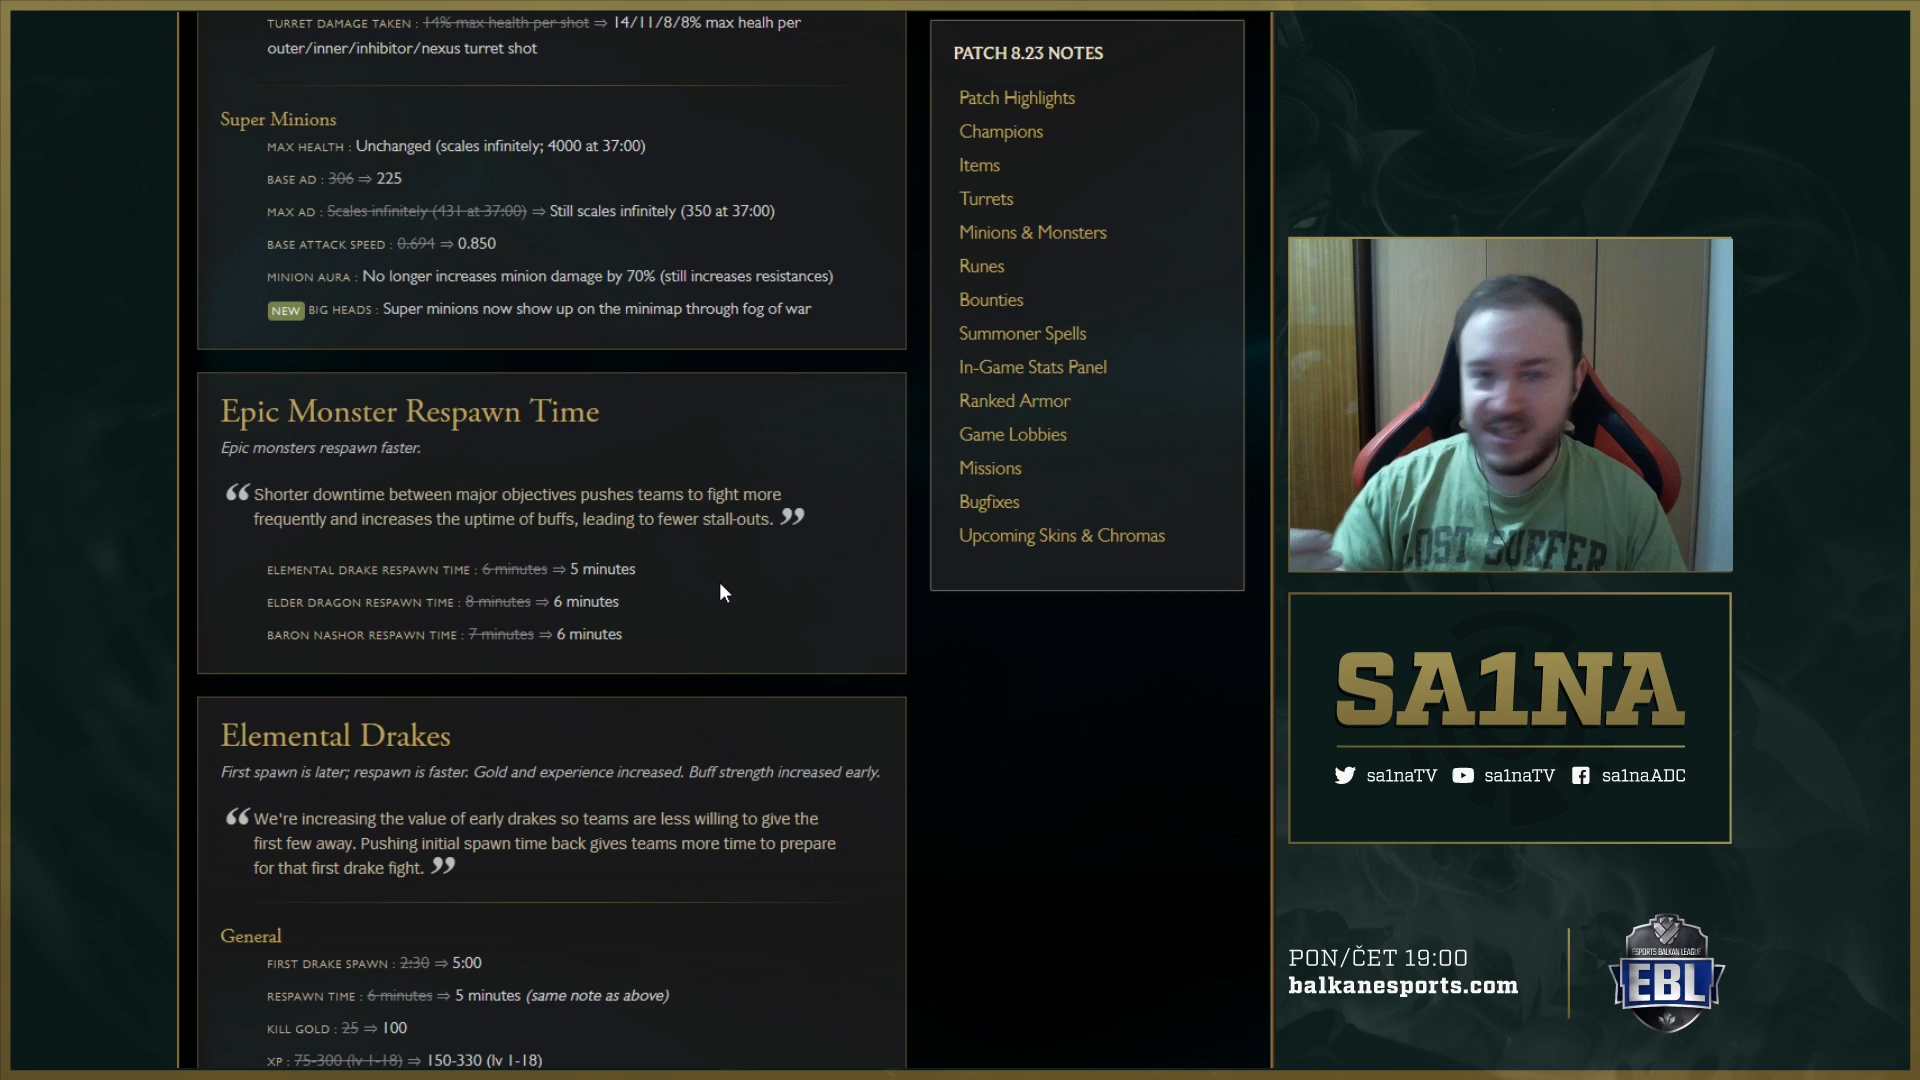 TURRET DAMAGE TAKEN : 14% max health per shot ⇒ 14/11/8/8% max healh per
outer/inner/inhibitor/nexus turret shot
Super Minions
MAX HEALTH : Unchanged (scales infinitely; 4000 at 37:00)
BASE AD : 306 ⇒ 225
MAX AD : Scales infinitely (431 at 37:00) ⇒ Still scales infinitely (350 at 37:00)
BASE ATTACK SPEED : 0.694 ⇒ 0.850
MINION AURA : No longer increases minion damage by 70% (still increases resistances)
NEW BIG HEADS : Super minions now show up on the minimap through fog of war
Epic Monster Respawn Time
Epic monsters respawn faster.
“Shorter downtime between major objectives pushes teams to fight more
frequently and increases the uptime of buffs, leading to fewer stall-outs. ”
ELEMENTAL DRAKE RESPAWN TIME : 6 minutes ⇒ 5 minutes
ELDER DRAGON RESPAWN TIME : 8 minutes ⇒ 6 minutes
BARON NASHOR RESPAWN TIME : 7 minutes ⇒ 6 minutes
Elemental Drakes
First spawn is later; respawn is faster. Gold and experience increased. Buff strength increased early.
“We're increasing the value of early drakes so teams are less willing to give the
first few away. Pushing initial spawn time back gives teams more time to prepare
for that first drake fight. ”
General
FIRST DRAKE SPAWN : 2:30 ⇒ 5:00
RESPAWN TIME : 6 minutes ⇒ 5 minutes (same note as above)
KILL GOLD : 25 ⇒ 100
XP : 75-300 (lv 1-18) ⇒ 150-330 (lv 1-18)
PATCH 8.23 NOTES
Patch Highlights
Champions
Items
Turrets
Minions & Monsters
Runes
Bounties
Summoner Spells
In-Game Stats Panel
Ranked Armor
Game Lobbies
Missions
Bugfixes
Upcoming Skins & Chromas
LOST SURFER
SA1NA
sa1naTV sa1naTV sa1naADC
PON/ČET 19:00
balkanesports.com
ESPORTS BALKAN LEAGUE
EBL